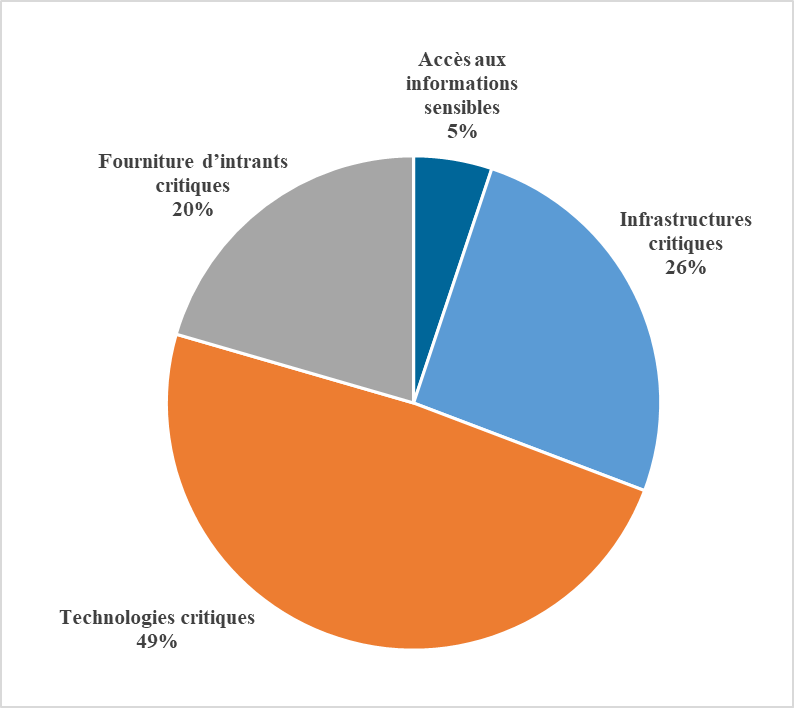 Accès aux
informations
sensibles
5%
Infrastructures
critiques
26%
Technologies critiques
49%
Fourniture d’intrants
critiques
20%